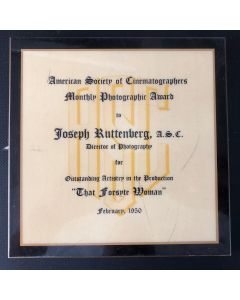 American Society of Cinematographers
Monthly Photographic Award
to
Joseph Ruttenberg, A.S.C.
Director of Photography
for
Outstanding Artistry in the Production
"That Forsyte Woman"
February, 1950